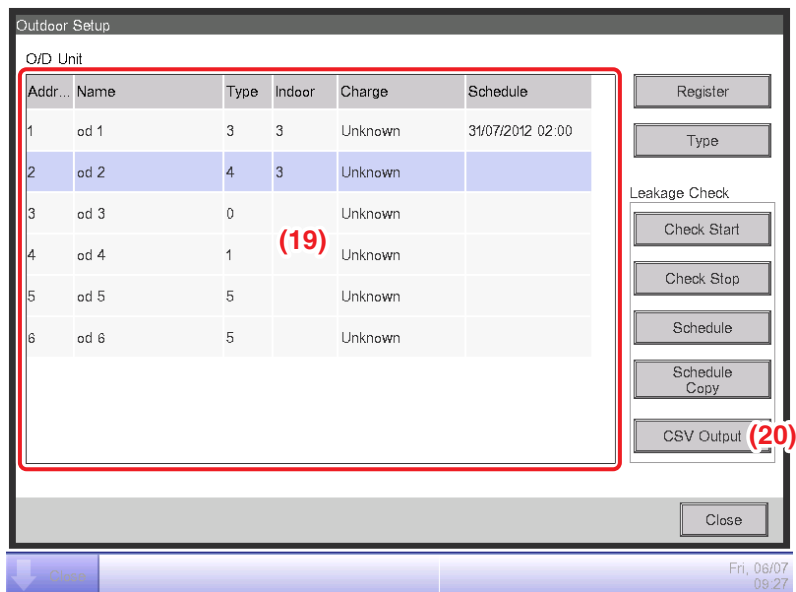 Outdoor Setup
O/D Unit
Addr... Name Type Indoor Charge Schedule
1 od 1 3 3 Unknown 31/07/2012 02:00
2 od 2 4 3 Unknown
3 od 3 0 Unknown
4 od 4 1 Unknown
5 od 5 5 Unknown
6 od 6 5 Unknown
(19)
Register
Type
Leakage Check
Check Start
Check Stop
Schedule
Schedule
Copy
CSV Output (20)
Close
Fri, 06/07
09:27